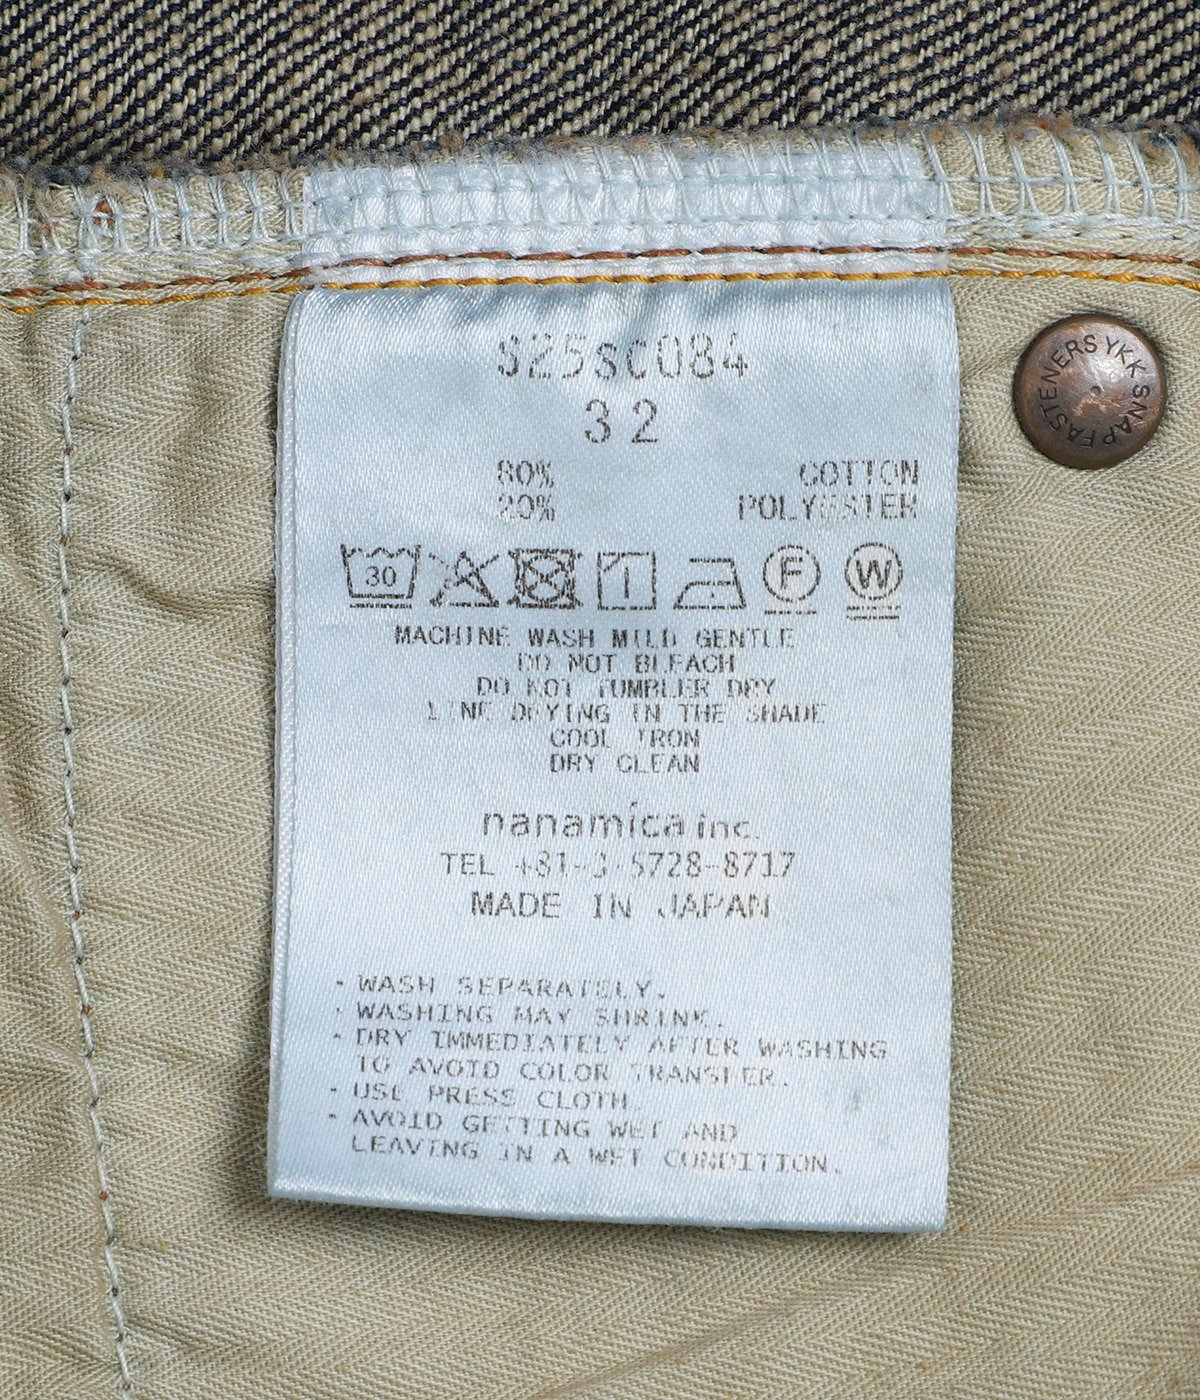 S25sc084
32
80% COTTON
20% POLYESTER
30 F W
MACHINE WASH MILD GENTLE
DO NOT BLEACH
DO NOT TUMBLER DRY
LINE DRYING IN THE SHADE
COOL IRON
DRY CLEAN
nanamica inc.
TEL +81-3-5728-8717
MADE IN JAPAN
・WASH SEPARATELY.
・WASHING MAY SHRINK.
・DRY IMMEDIATELY AFTER WASHING
TO AVOID COLOR TRANSFER.
・USE PRESS CLOTH.
・AVOID GETTING WET AND
LEAVING IN A WET CONDITION.
YKK SNAP FASTENERS